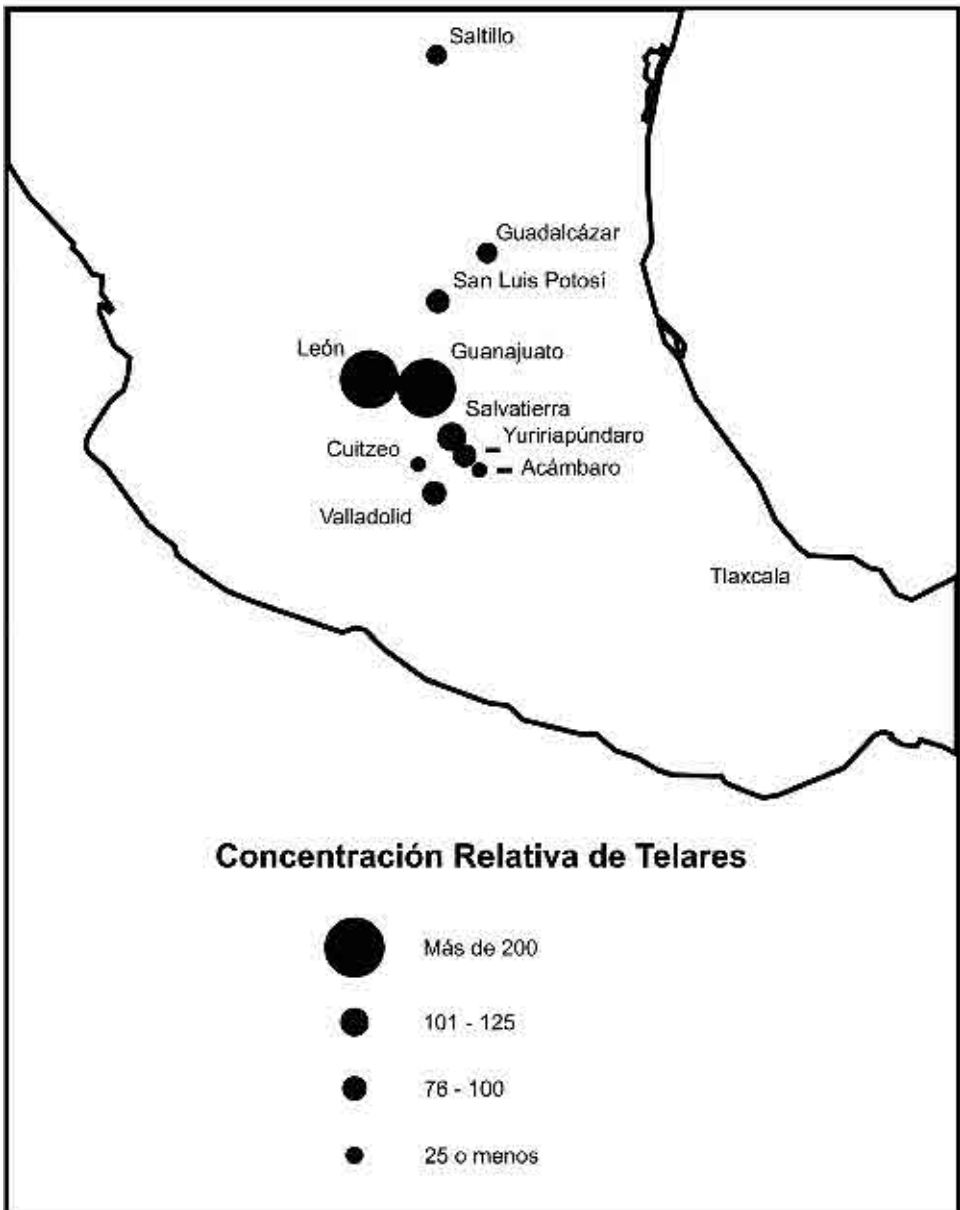 Saltillo
Guadalcázar
San Luis Potosí
León
Guanajuato
Salvatierra
Yuririapúndaro
Cuitzeo
Acámbaro
Valladolid
Tlaxcala
Concentración Relativa de Telares
Más de 200
101 - 125
76 - 100
25 o menos